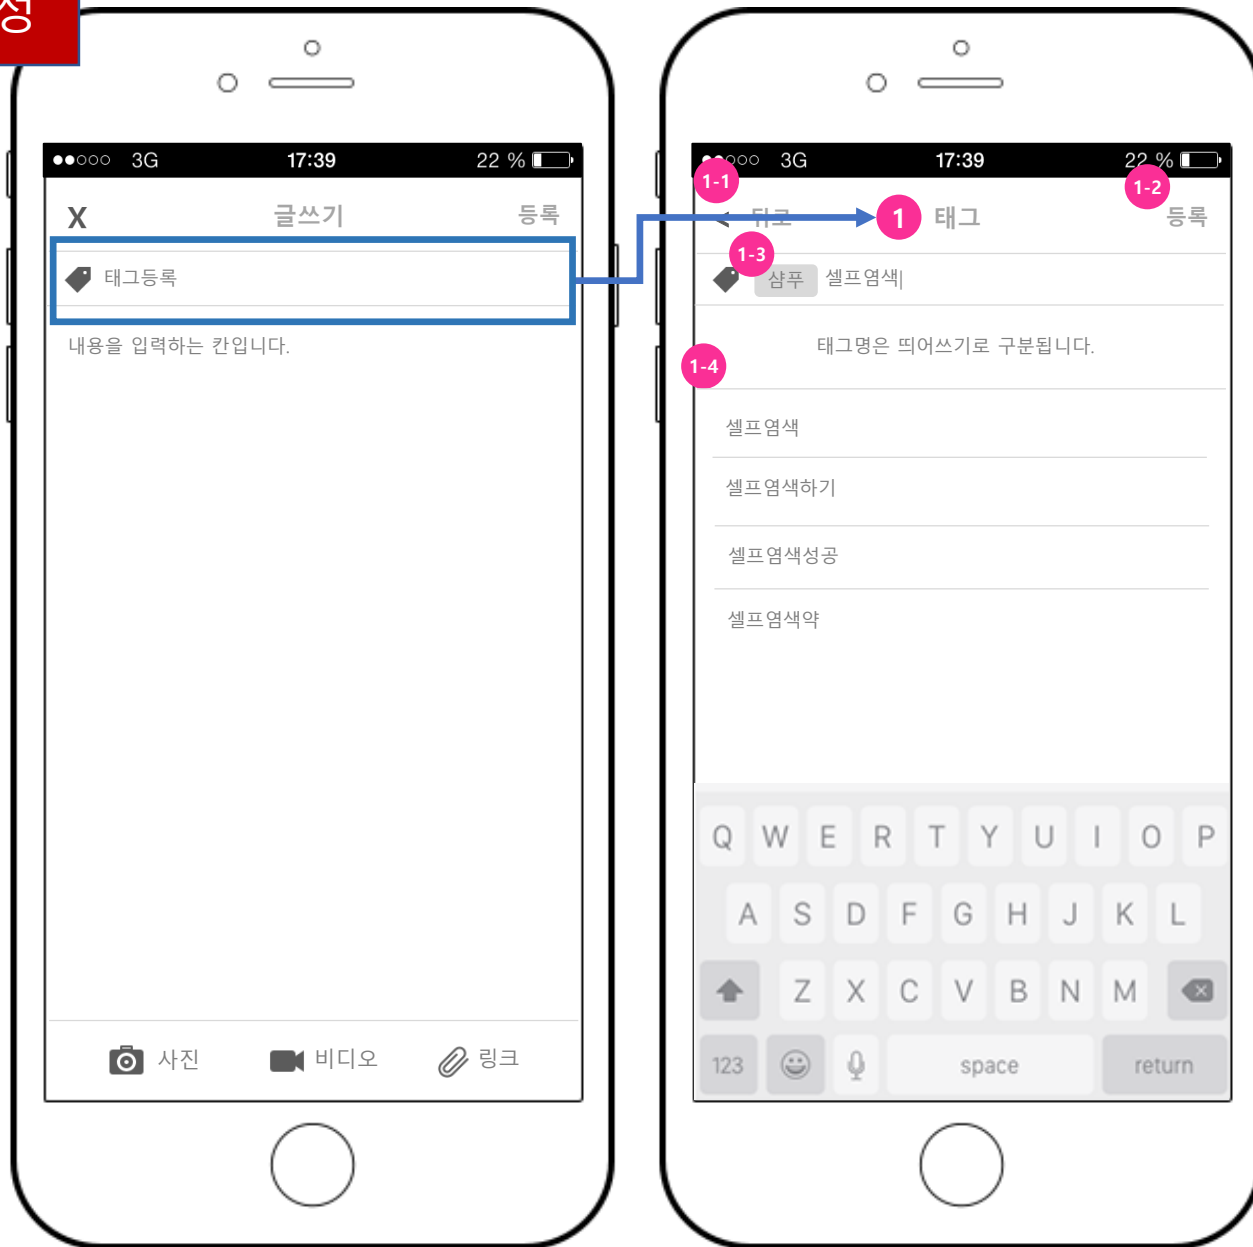 정
3G 17:39 22 %
X 글쓰기 등록
태그등록
내용을 입력하는 칸입니다.
사진 비디오 링크
3G 17:39 22 %
1-1 1-2
< 뒤로 1 태그 등록
1-3
샴푸 셀프염색
태그명은 띄어쓰기로 구분됩니다.
1-4
셀프염색
셀프염색하기
셀프염색성공
셀프염색약
Q W E R T Y U I O P
A S D F G H J K L
Z X C V B N M
123 space return